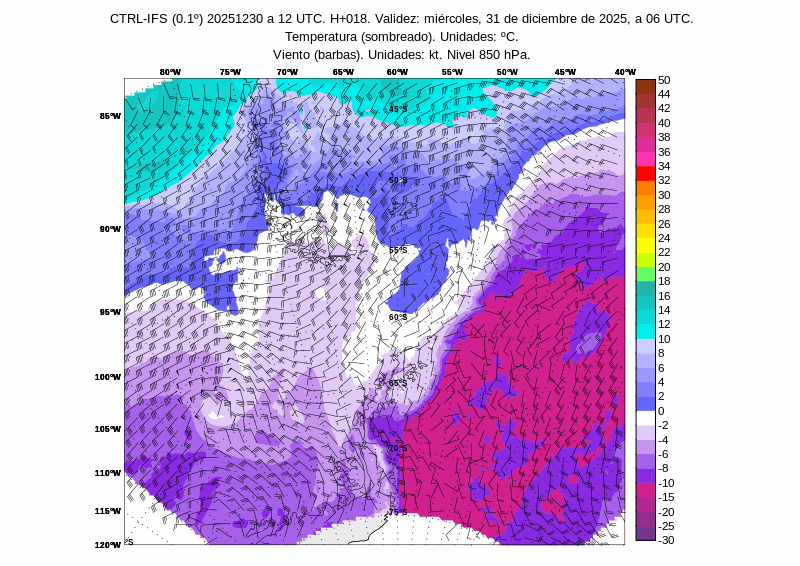 CTRL-IFS (0.1º) 20251230 a 12 UTC. H+018. Validez: miércoles, 31 de diciembre de 2025, a 06 UTC.
Temperatura (sombreado). Unidades: ºC.
Viento (barbas). Unidades: kt. Nivel 850 hPa.
80°W 75°W 70°W 65°W 60°W 55°W 50°W 45°W 40°W
85°W
90°W
95°W
100°W
105°W
110°W
115°W
120°W
45°S
50°S
55°S
60°S
65°S
70°S
75°S
°S
50
44
42
40
38
36
34
32
30
28
26
24
22
20
18
16
14
12
10
8
6
4
2
0
-2
-4
-6
-8
-10
-15
-20
-25
-30